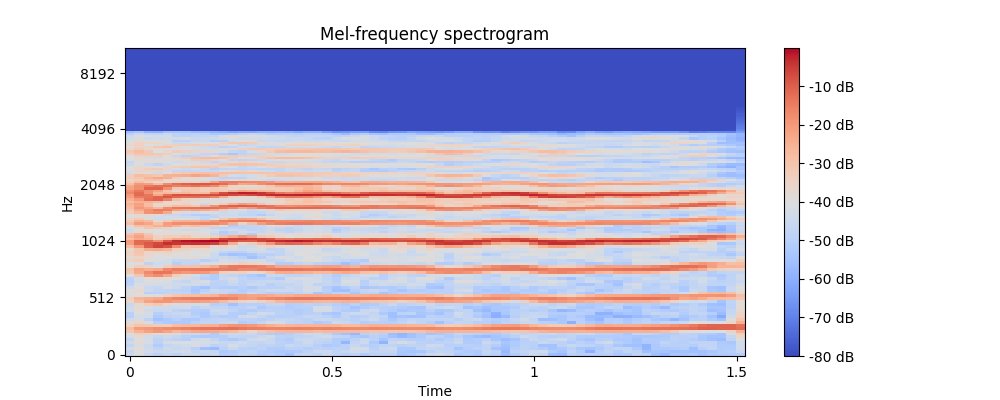 Mel-frequency spectrogram
8192
4096
2048
1024
512
0
Hz
0
0.5
1
1.5
Time
-10 dB
-20 dB
-30 dB
-40 dB
-50 dB
-60 dB
-70 dB
-80 dB